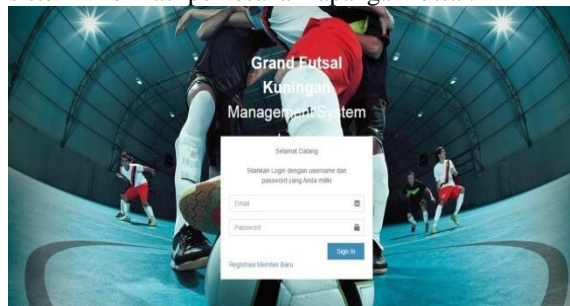 Grand Futsal
Kuningan
Management System
Selamat Datang
Silahkan Login dengan username dan
password yang Anda miliki
Email
Password
Sign In
Registrasi Member Baru